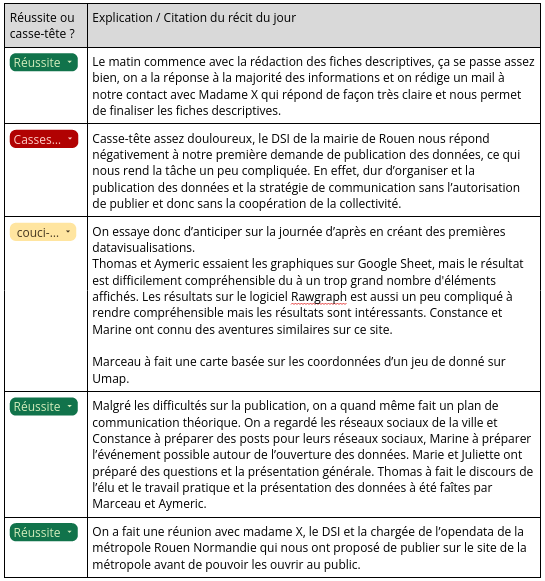 Réussite ou
casse-tête ?
Explication / Citation du récit du jour
Réussite
Le matin commence avec la rédaction des fiches descriptives, ça se passe assez
bien, on a la réponse à la majorité des informations et on rédige un mail à
notre contact avec Madame X qui répond de façon très claire et nous permet
de finaliser les fiches descriptives.
Casses...
Casse-tête assez douloureux, le DSI de la mairie de Rouen nous répond
négativement à notre première demande de publication des données, ce qui
nous rend la tâche un peu compliquée. En effet, dur d’organiser et la
publication des données et la stratégie de communication sans l’autorisation
de publier et donc sans la coopération de la collectivité.
couci-...
On essaye donc d’anticiper sur la journée d’après en créant des premières
datavisualisations.
Thomas et Aymeric essaient les graphiques sur Google Sheet, mais le résultat
est difficilement compréhensible du à un trop grand nombre d'éléments
affichés. Les résultats sur le logiciel Rawgraph est aussi un peu compliqué à
rendre compréhensible mais les résultats sont intéressants. Constance et
Marine ont connu des aventures similaires sur ce site.
Marceau à fait une carte basée sur les coordonnées d’un jeu de donné sur
Umap.
Réussite
Malgré les difficultés sur la publication, on a quand même fait un plan de
communication théorique. On a regardé les réseaux sociaux de la ville et
Constance à préparer des posts pour leurs réseaux sociaux, Marine à préparer
l’événement possible autour de l’ouverture des données. Marie et Juliette ont
préparé des questions et la présentation générale. Thomas à fait le discours de
l’élu et le travail pratique et la présentation des données à été faîtes par
Marceau et Aymeric.
Réussite
On a fait une réunion avec madame X, le DSI et la chargée de l’opendata de la
métropole Rouen Normandie qui nous ont proposé de publier sur le site de la
métropole avant de pouvoir les ouvrir au public.